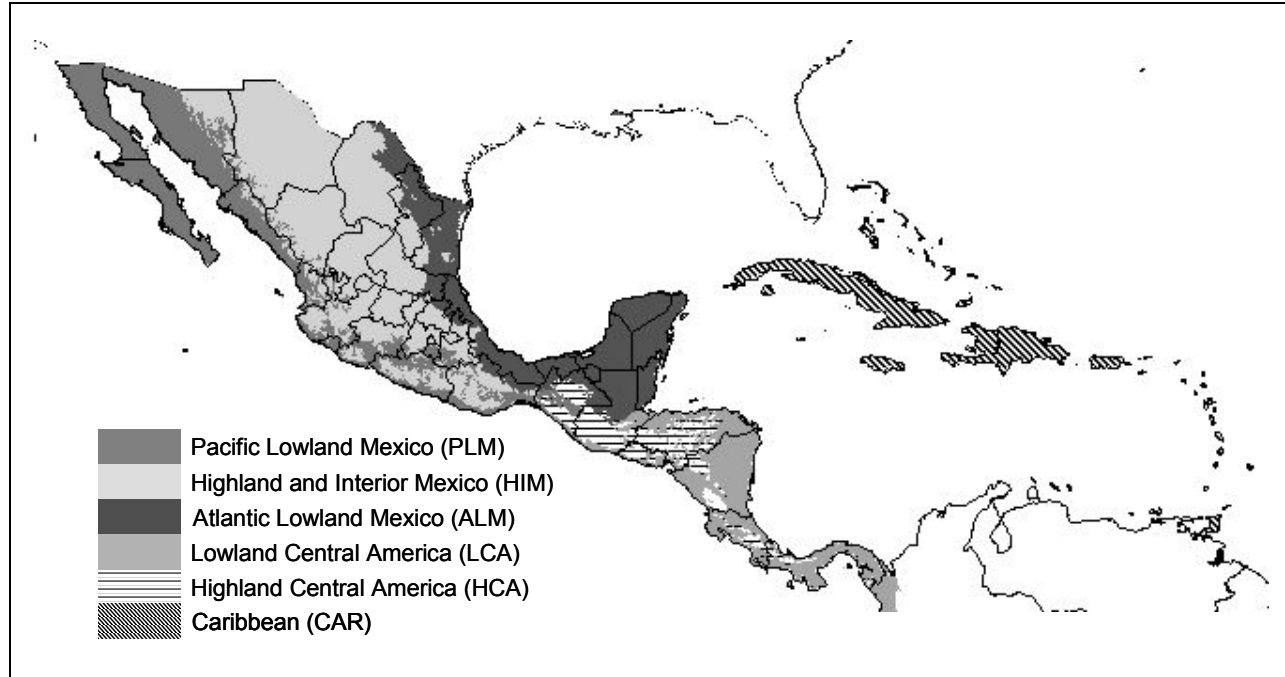 Pacific Lowland Mexico (PLM)
Highland and Interior Mexico (HIM)
Atlantic Lowland Mexico (ALM)
Lowland Central America (LCA)
Highland Central America (HCA)
Caribbean (CAR)